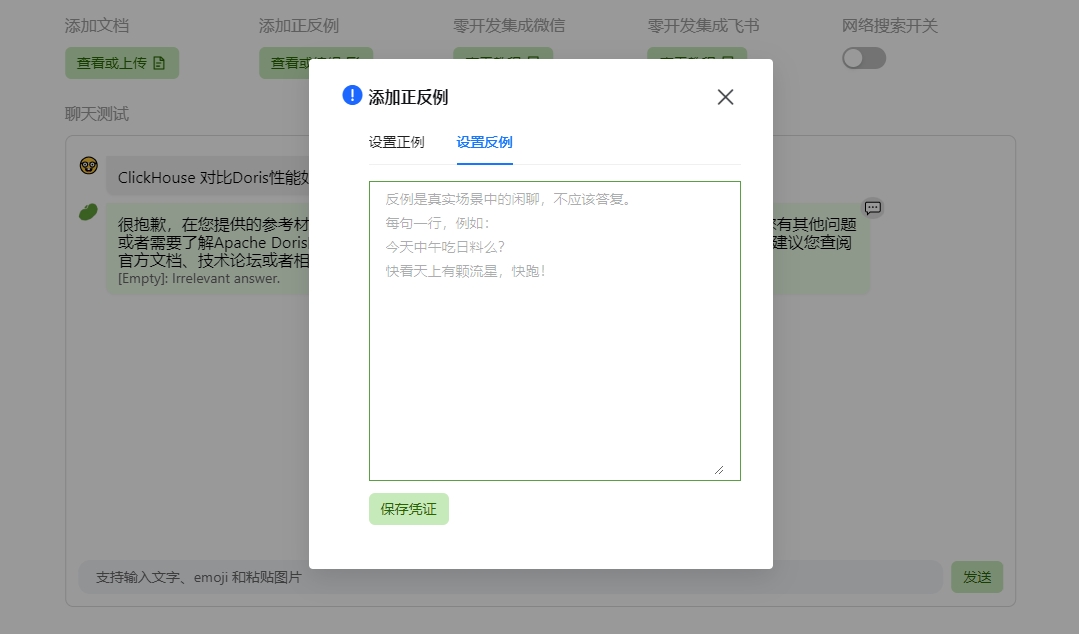 添加文档
添加正反例
零开发集成微信
零开发集成飞书
网络搜索开关
查看或上传
查看或
聊天测试
ClickHouse 对比Doris性能如
很抱歉，在您提供的参考材
有其他问题
或者需要了解Apache Doris
建议您查阅
官方文档、技术论坛或者相
[Empty]: Irrelevant answer.
添加正反例
设置正例
设置反例
反例是真实场景中的闲聊，不应该答复。
每句一行，例如：
今天中午吃日料么？
快看天上有颗流星，快跑！
保存凭证
支持输入文字、emoji 和粘贴图片
发送